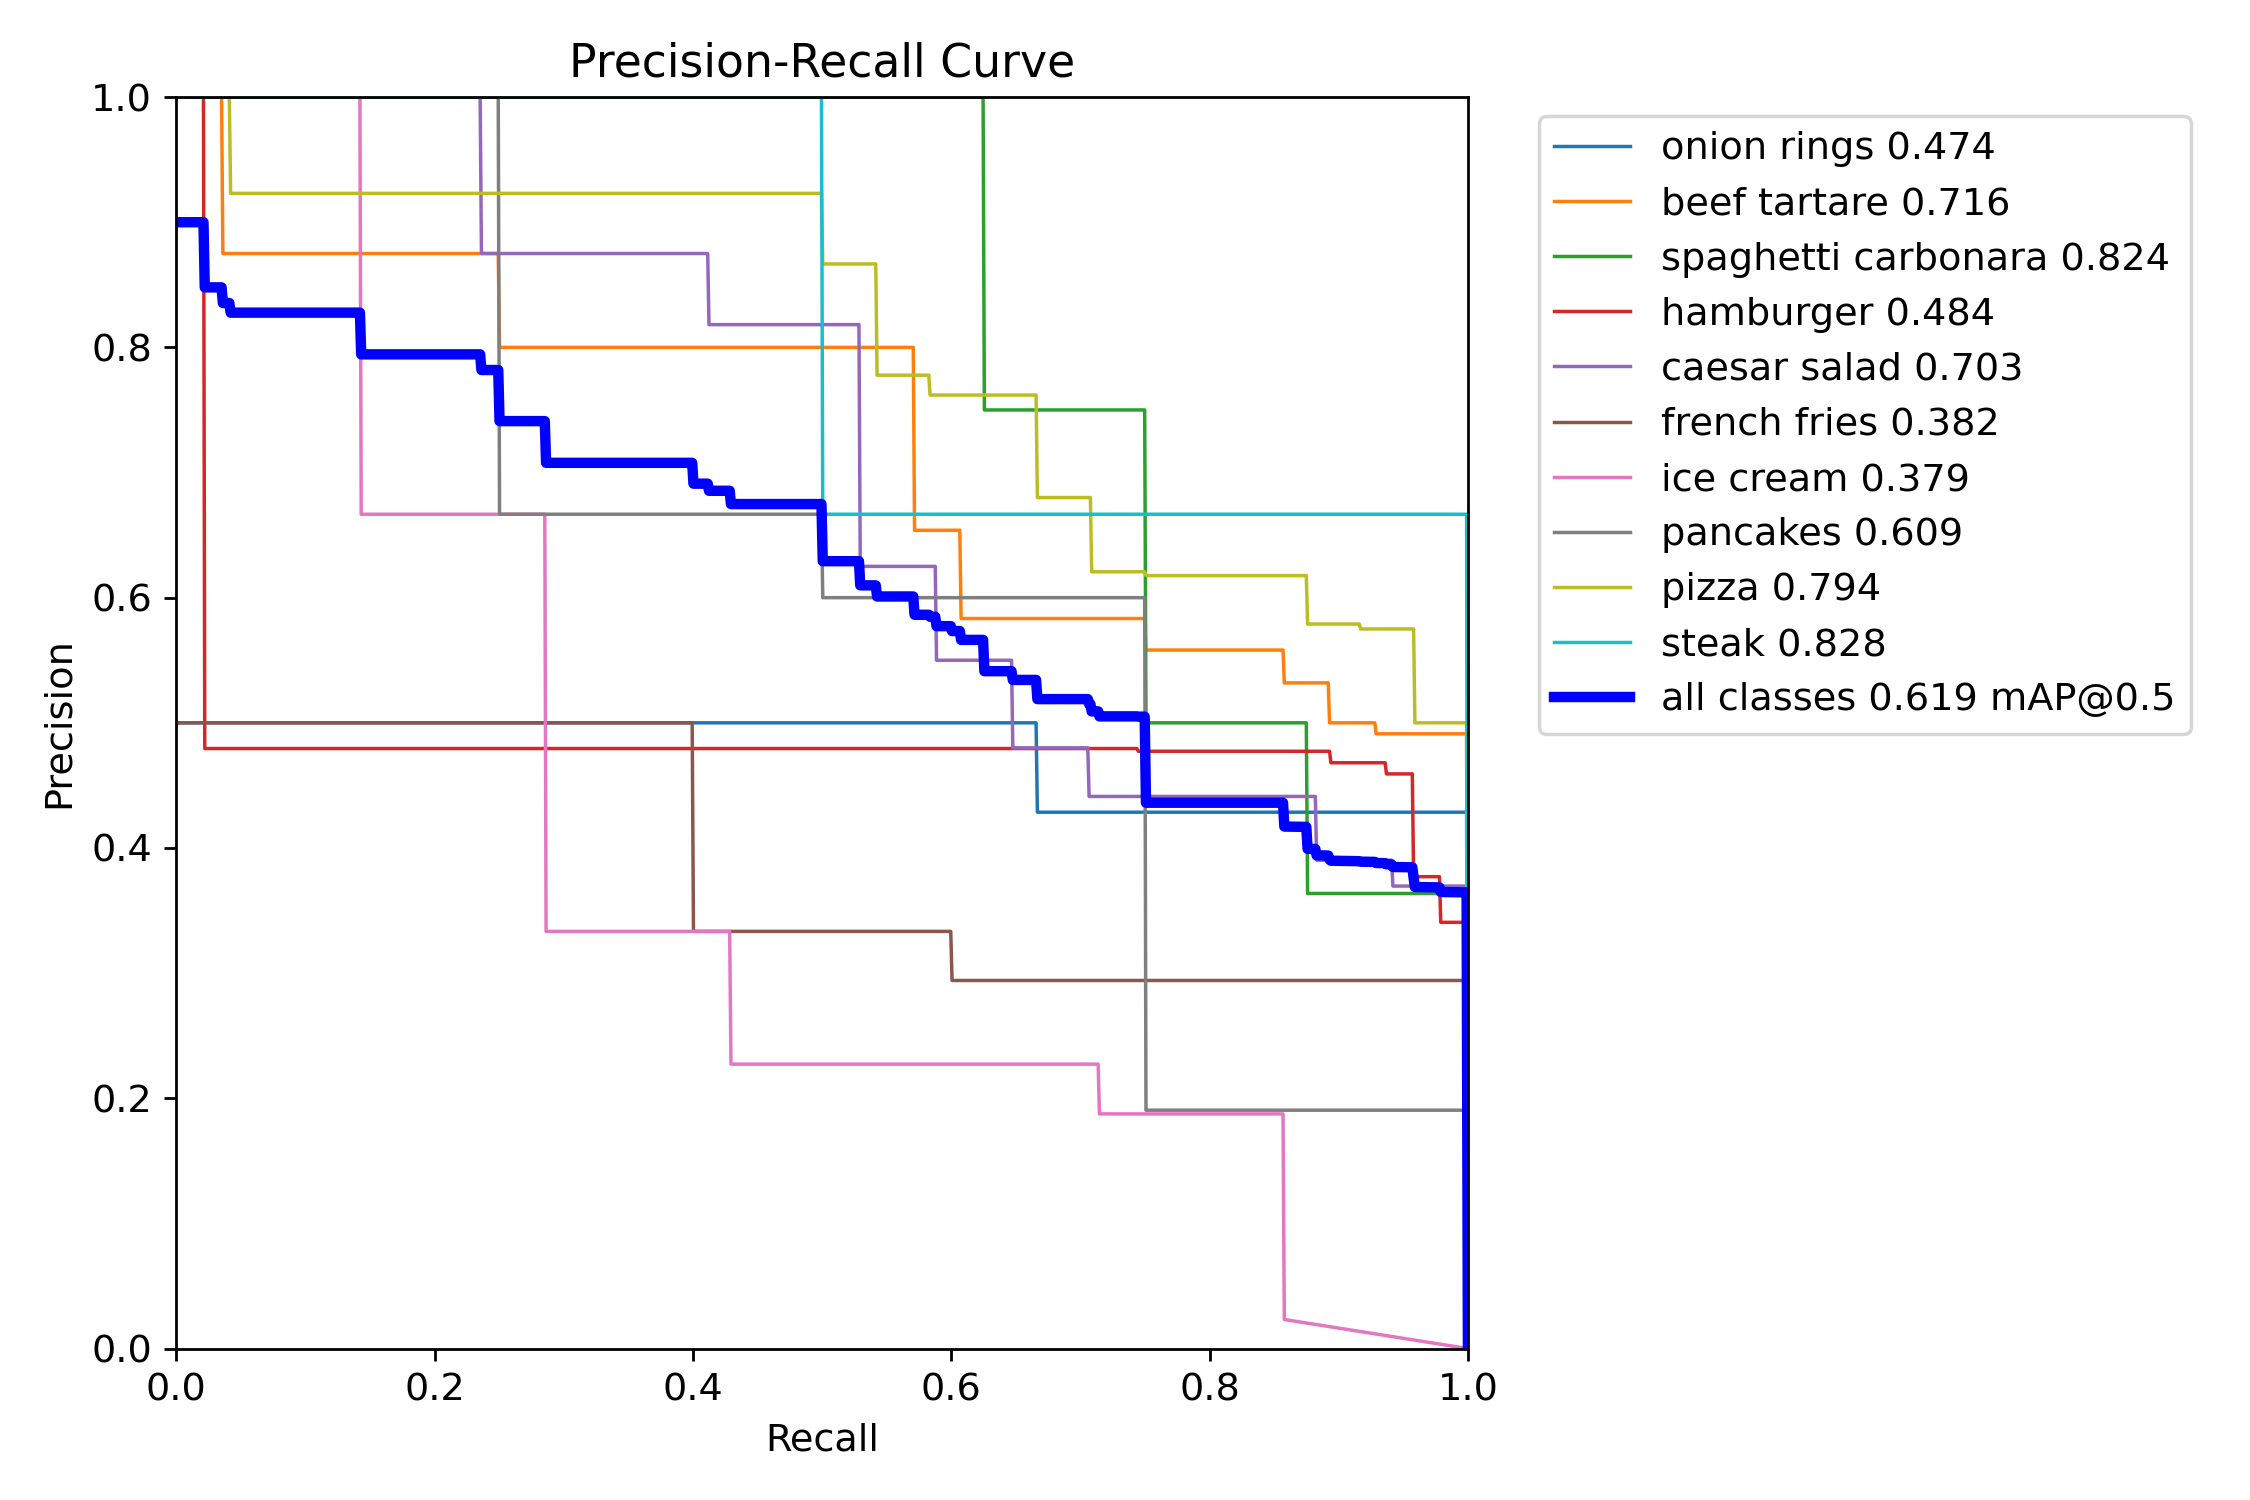 Precision-Recall Curve
1.0
0.8
0.6
0.4
0.2
0.0
Precision
0.0 0.2 0.4 0.6 0.8 1.0
Recall
onion rings 0.474
beef tartare 0.716
spaghetti carbonara 0.824
hamburger 0.484
caesar salad 0.703
french fries 0.382
ice cream 0.379
pancakes 0.609
pizza 0.794
steak 0.828
all classes 0.619 mAP@0.5